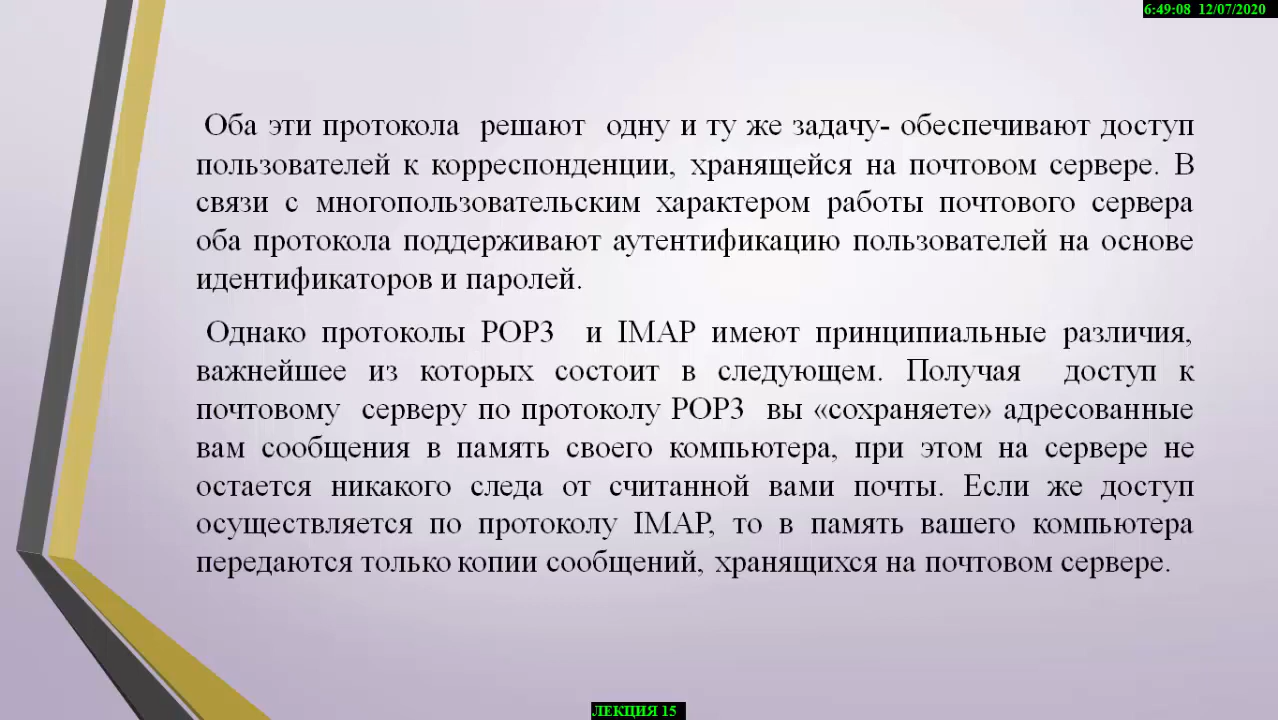 6:49:08 12/07/2020
Оба эти протокола решают одну и ту же задачу- обеспечивают доступ
пользователей к корреспонденции, хранящейся на почтовом сервере. В
связи с многопользовательским характером работы почтового сервера
оба протокола поддерживают аутентификацию пользователей на основе
идентификаторов и паролей.
Однако протоколы POP3 и IMAP имеют принципиальные различия,
важнейшее из которых состоит в следующем. Получая доступ к
почтовому серверу по протоколу POP3 вы «сохраняете» адресованные
вам сообщения в память своего компьютера, при этом на сервере не
остается никакого следа от считанной вами почты. Если же доступ
осуществляется по протоколу IMAP, то в память вашего компьютера
передаются только копии сообщений, хранящихся на почтовом сервере.
ЛЕКЦИЯ 15